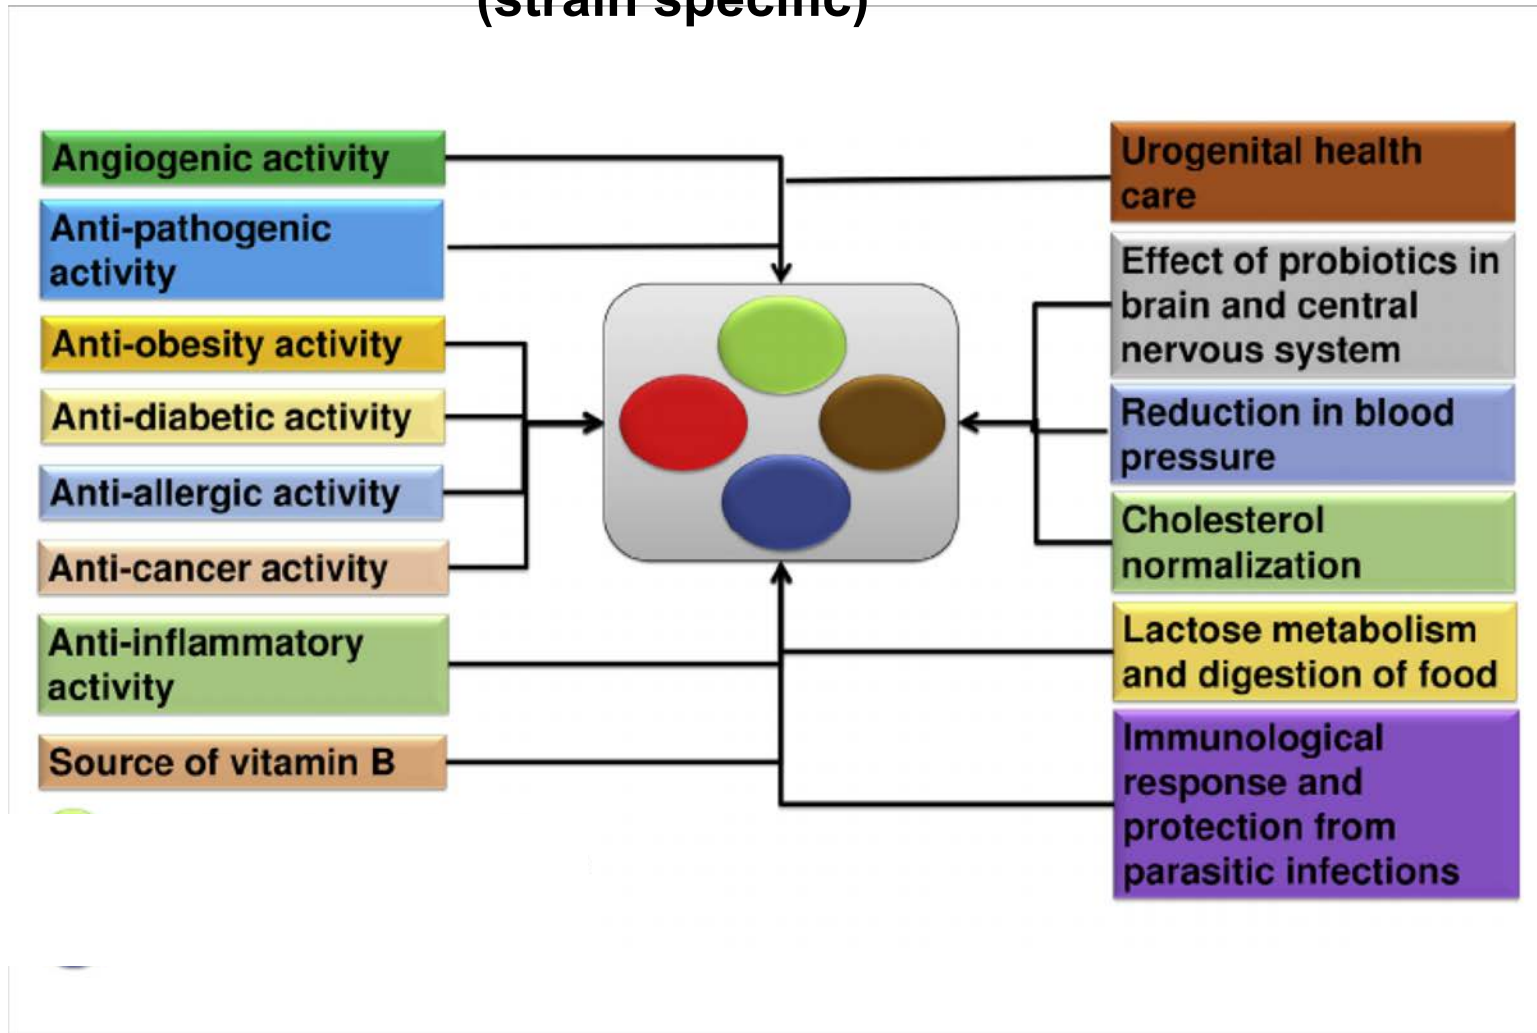 (strain specific)
Angiogenic activity
Anti-pathogenic
activity
Anti-obesity activity
Anti-diabetic activity
Anti-allergic activity
Anti-cancer activity
Anti-inflammatory
activity
Source of vitamin B
Urogenital health
care
Effect of probiotics in
brain and central
nervous system
Reduction in blood
pressure
Cholesterol
normalization
Lactose metabolism
and digestion of food
Immunological
response and
protection from
parasitic infections